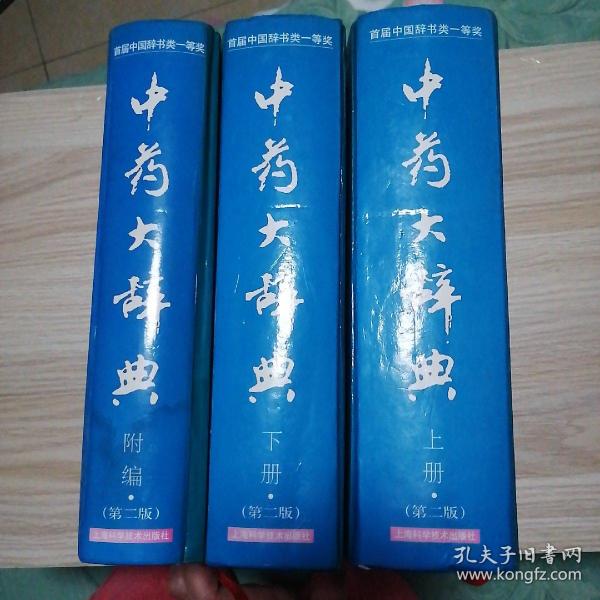 首届中国辞书类一等奖
中药大辞典
附编·
(第二版)
上海科学技术出版社
首届中国辞书类一等奖
中药大辞典
下册·
(第二版)
上海科学技术出版社
首届中国辞书类一等奖
中药大辞典
上册·
(第二版)
上海科学技术出版社
孔夫子旧书网
www.kongfz.com